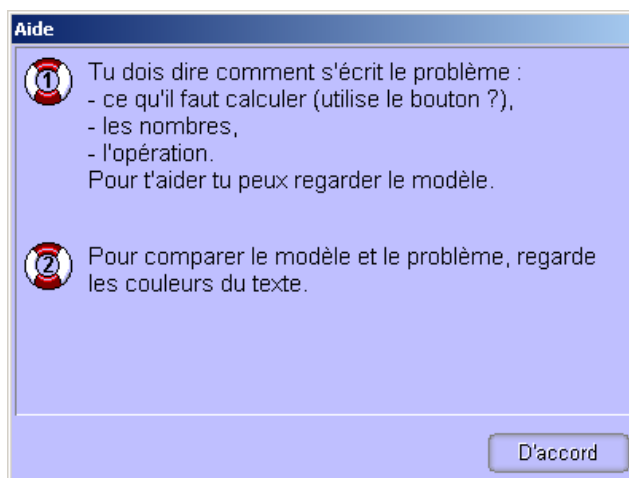 Aide
1 Tu dois dire comment s'écrit le problème :
- ce qu'il faut calculer (utilise le bouton ?),
- les nombres,
- l'opération.
Pour t'aider tu peux regarder le modèle.
2 Pour comparer le modèle et le problème, regarde
les couleurs du texte.
D'accord